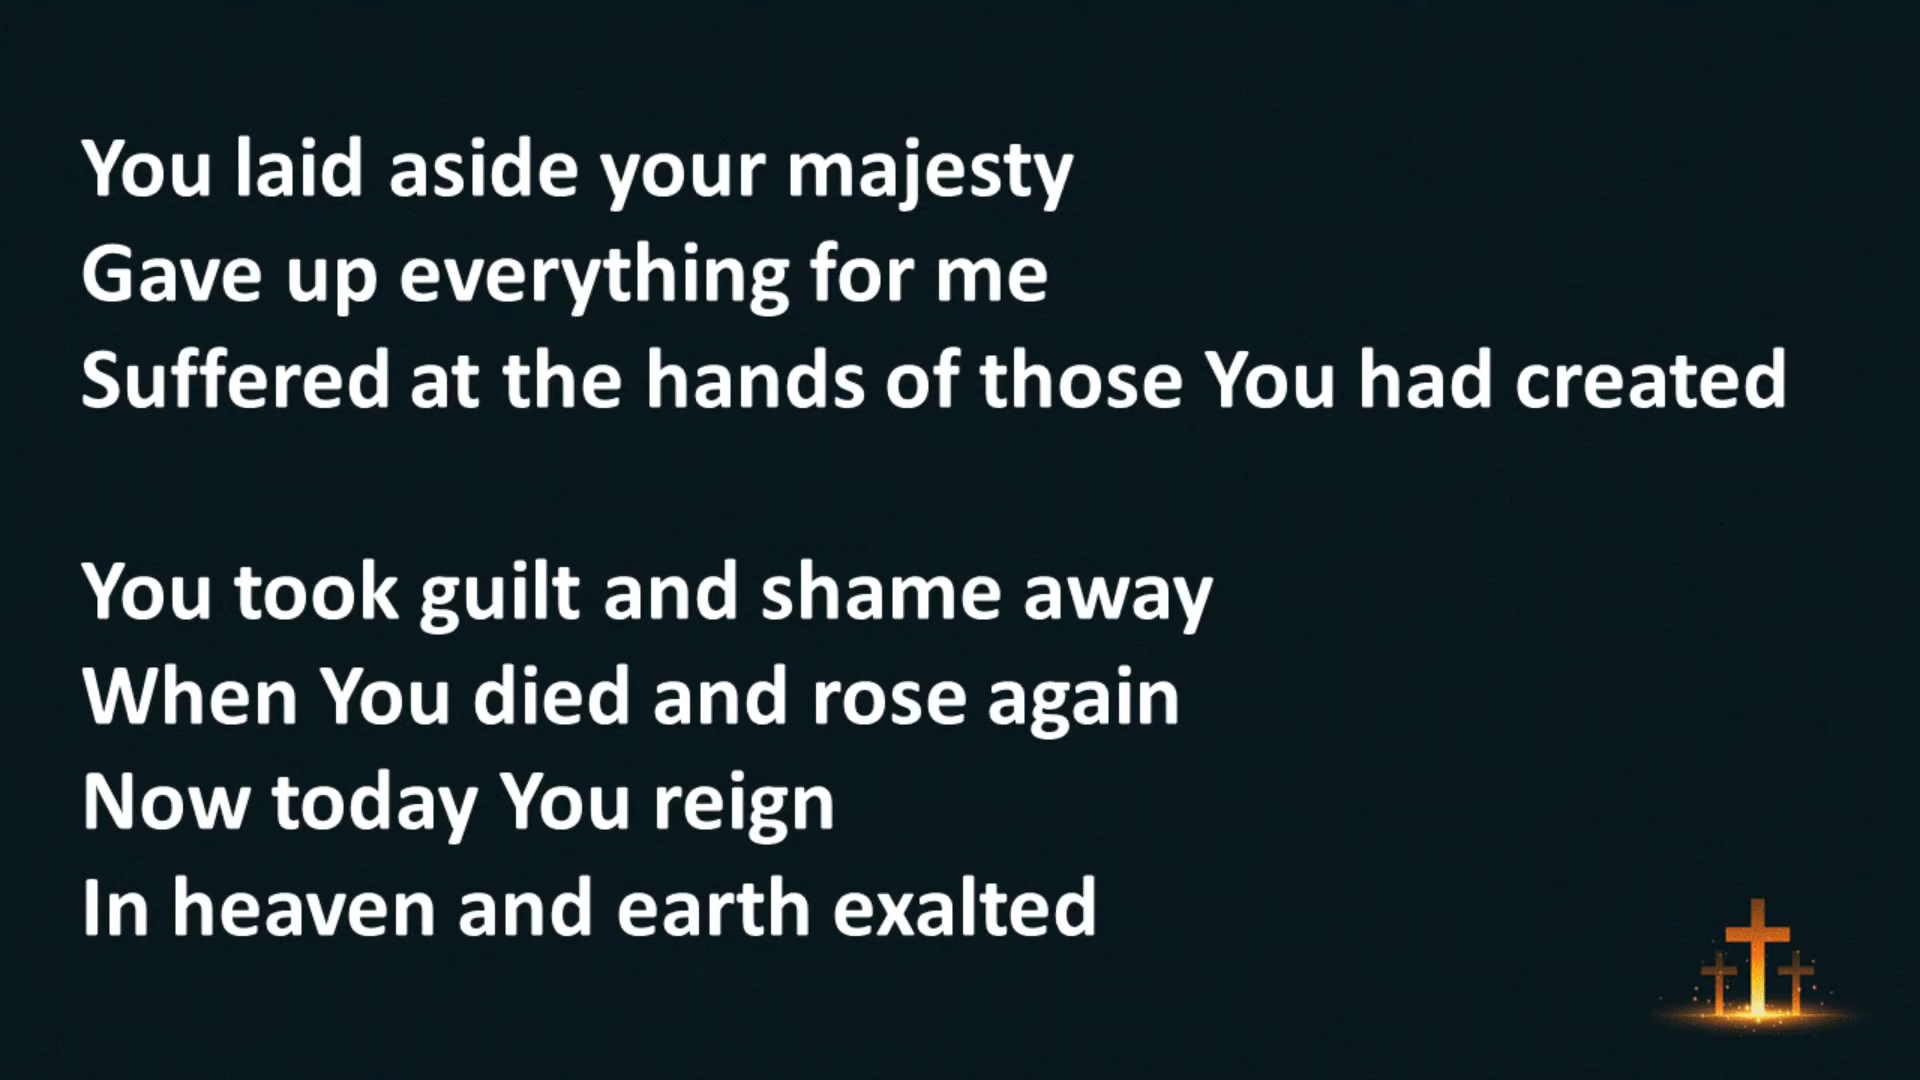 You laid aside your majesty
Gave up everything for me
Suffered at the hands of those You had created
You took guilt and shame away
When You died and rose again
Now today You reign
In heaven and earth exalted